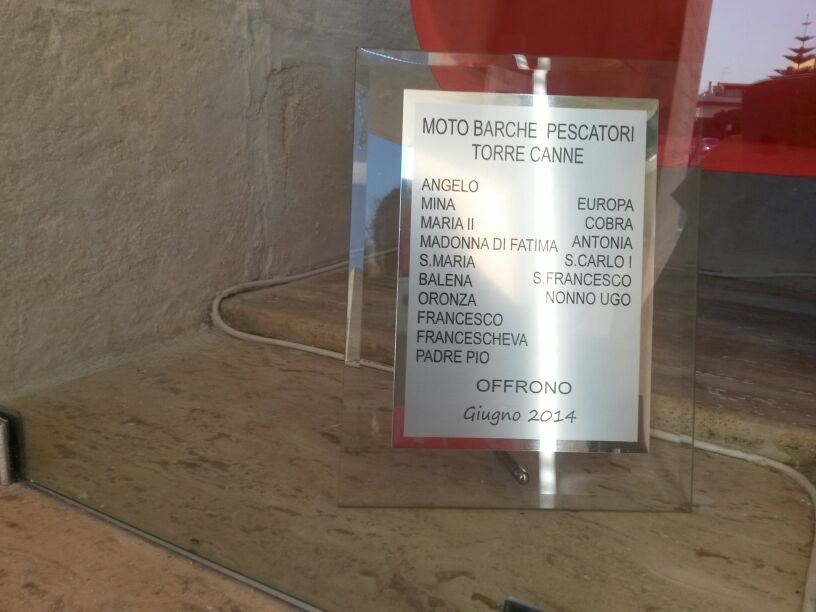 MOTO BARCHE PESCATORI
TORRE CANNE
ANGELO
MINA EUROPA
MARIA II COBRA
MADONNA DI FATIMA ANTONIA
S.MARIA S.CARLO I
BALENA S.FRANCESCO
ORONZA NONNO UGO
FRANCESCO
FRANCESCHEVA
PADRE PIO
OFFRONO
Giugno 2014